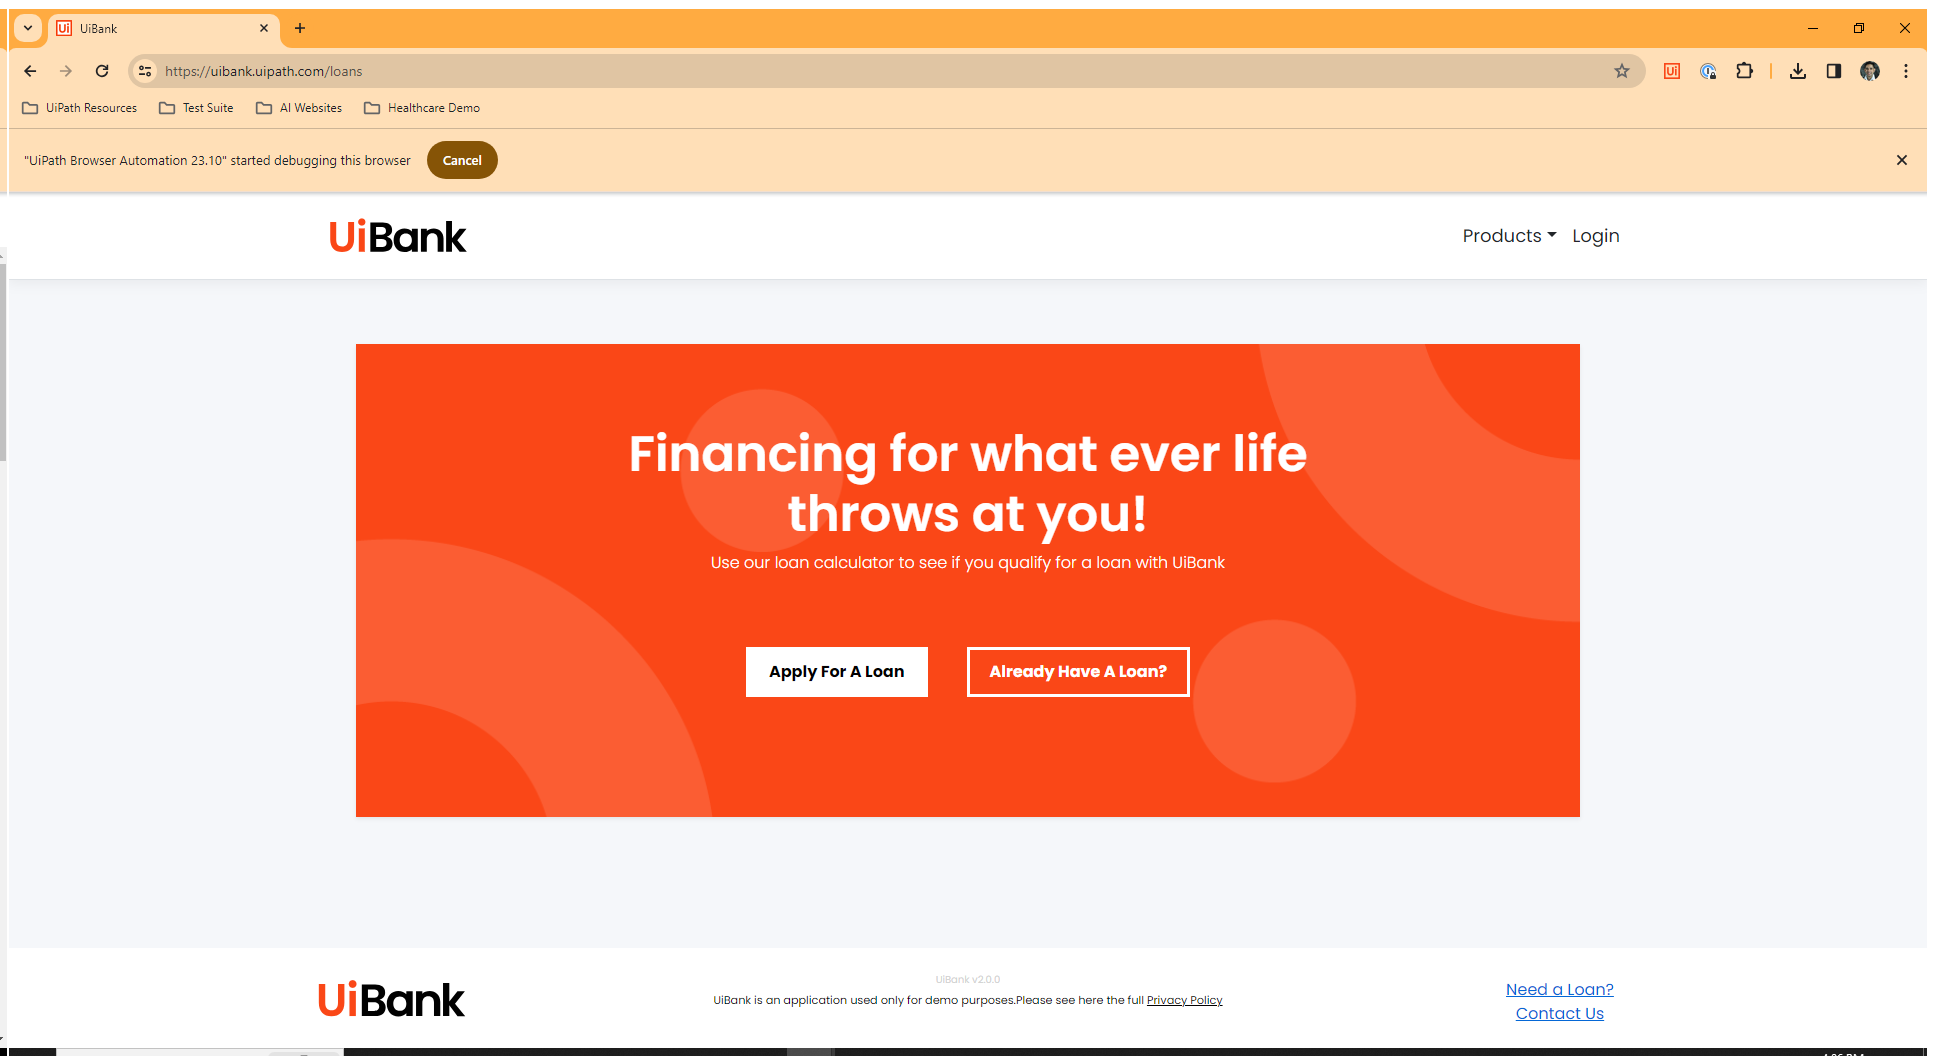 UiBank
https://uibank.uipath.com/loans
UiPath Resources
Test Suite
AI Websites
Healthcare Demo
"UiPath Browser Automation 23.10" started debugging this browser
Cancel
UiBank
Products
Login
Financing for what ever life
throws at you!
Use our loan calculator to see if you qualify for a loan with UiBank
Apply For A Loan
Already Have A Loan?
UiBank
UiBank v2.0.0
UiBank is an application used only for demo purposes.Please see here the full Privacy Policy
Need a Loan?
Contact Us